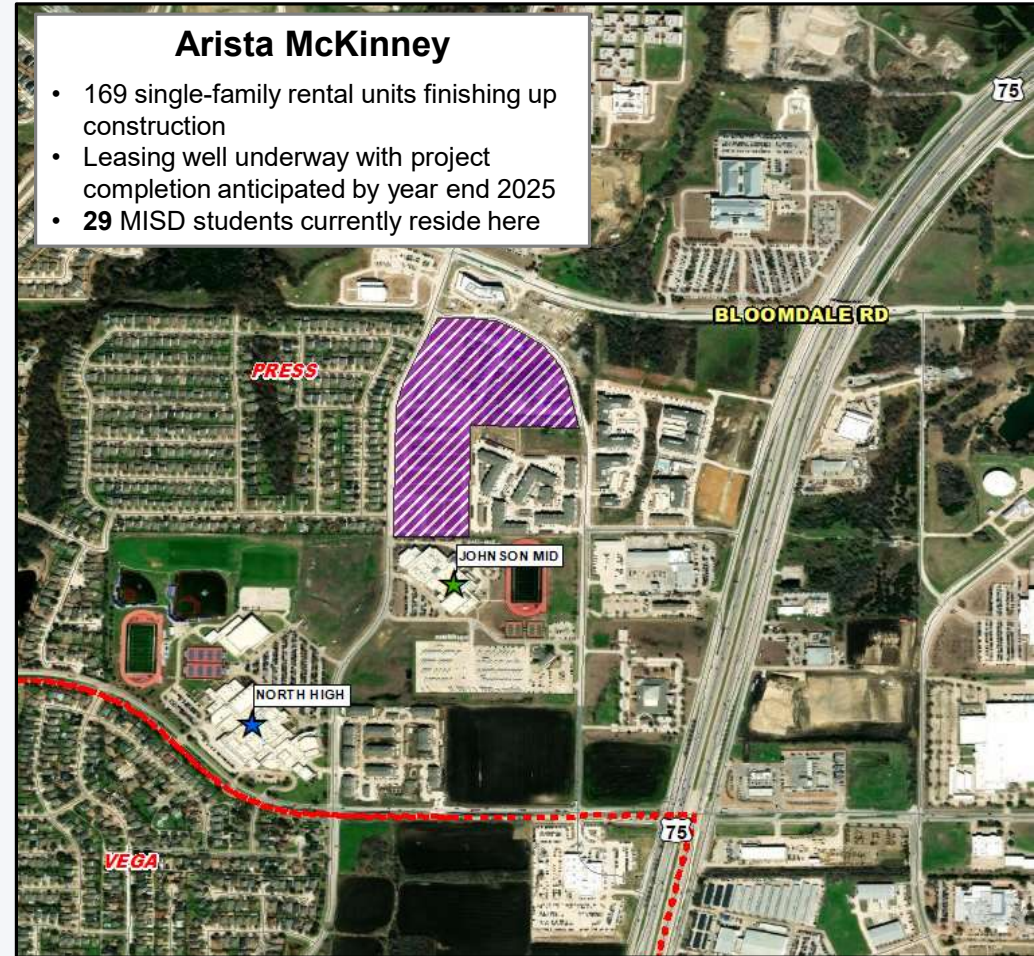 Arista McKinney
• 169 single-family rental units finishing up
construction
• Leasing well underway with project
completion anticipated by year end 2025
• 29 MISD students currently reside here
75
BLOOMDALE RD
PRESS
JOHNSON MID
NORTH HIGH
75
VEGA